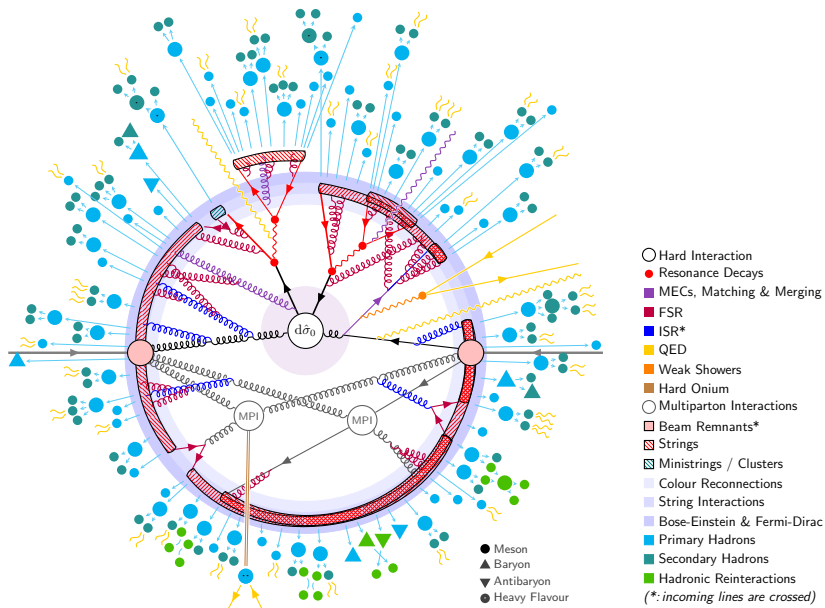 dσ̂₀
MPI
MPI
Meson
Baryon
Antibaryon
Heavy Flavour
Hard Interaction
Resonance Decays
MECs, Matching & Merging
FSR
ISR*
QED
Weak Showers
Hard Onium
Multiparton Interactions
Beam Remnants*
Strings
Ministrings / Clusters
Colour Reconnections
String Interactions
Bose-Einstein & Fermi-Dirac
Primary Hadrons
Secondary Hadrons
Hadronic Reinteractions
(*: incoming lines are crossed)